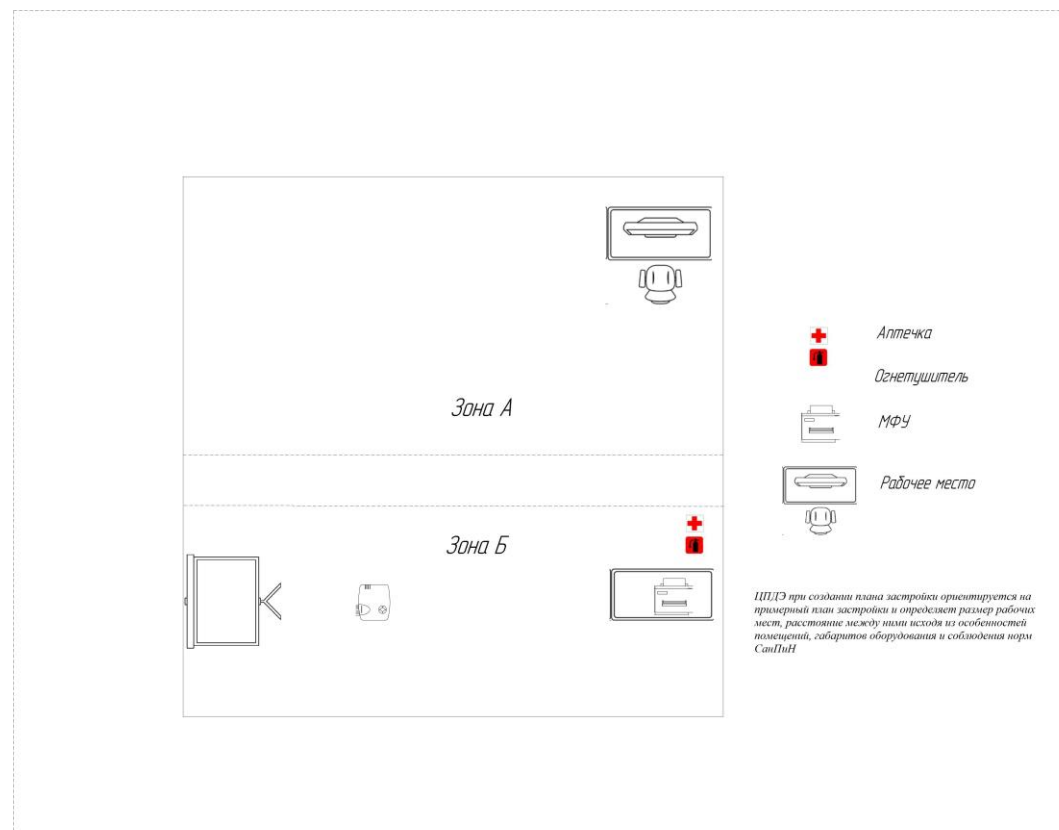 Зона А
Зона Б
Аптечка
Огнетушитель
МФУ
Рабочее место
ЦПДЭ при создании плана застройки ориентируется на
примерный план застройки и определяет размер рабочих
мест, расстояние между ними исходя из особенностей
помещений, габаритов оборудования и соблюдения норм
СанПиН